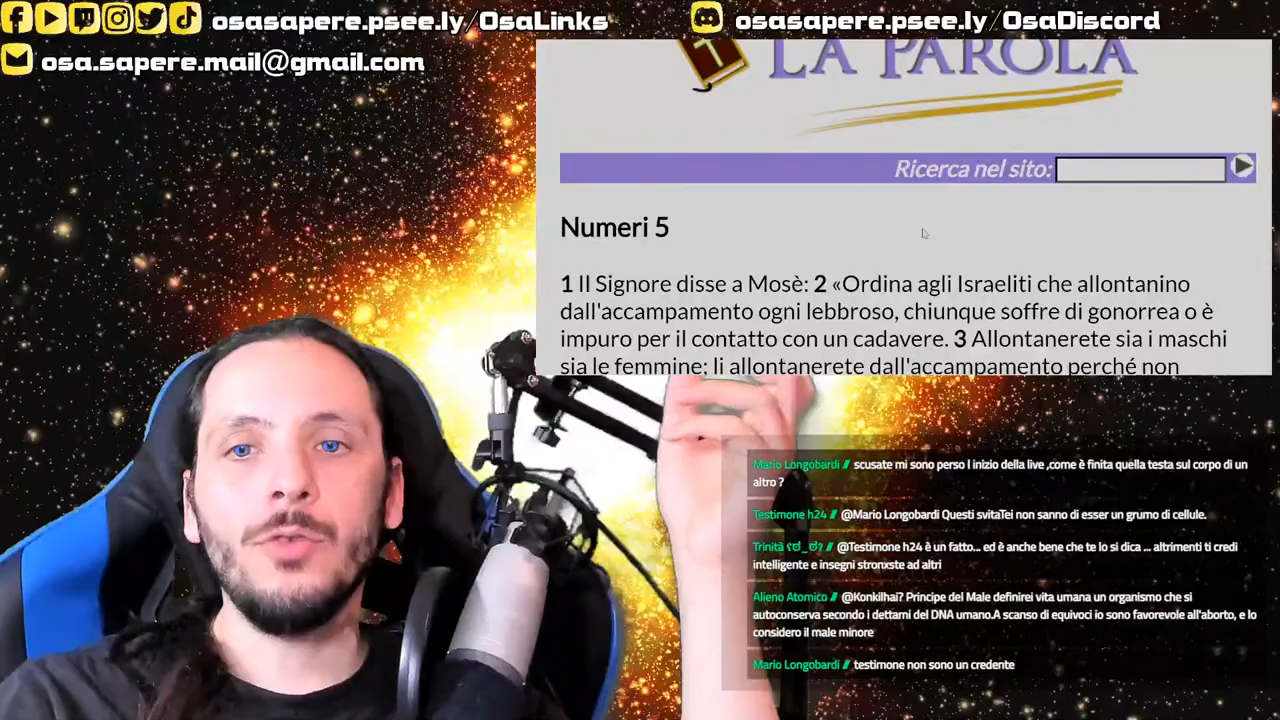 osasapere.psee.ly/OsaLinks
osasapere.psee.ly/OsaDiscord
osa.sapere.mail@gmail.com
LA PAROLA
Ricerca nel sito:
Numeri 5
1 Il Signore disse a Mosè: 2 «Ordina agli Israeliti che allontanino
dall'accampamento ogni lebbroso, chiunque soffre di gonorrea o è
impuro per il contatto con un cadavere. 3 Allontanerete sia i maschi
sia le femmine; li allontanerete dall'accampamento perché non
Mario Longobardi // scusate mi sono perso l inizio della live ,come è finita quella testa sul corpo di un
altro ?
Testimone h24 // @Mario Longobardi Questi svitaTei non sanno di esser un grumo di cellule.
Trinità // @Testimone h24 è un fatto... ed è anche bene che te lo si dica ... altrimenti ti credi
intelligente e insegni stronxste ad altri
Alieno Atomico // @Konkilhai? Principe del Male definirei vita umana un organismo che si
autoconserva secondo i dettami del DNA umano.A scanso di equivoci io sono favorevole all'aborto, e lo
considero il male minore
Mario Longobardi // testimone non sono un credente